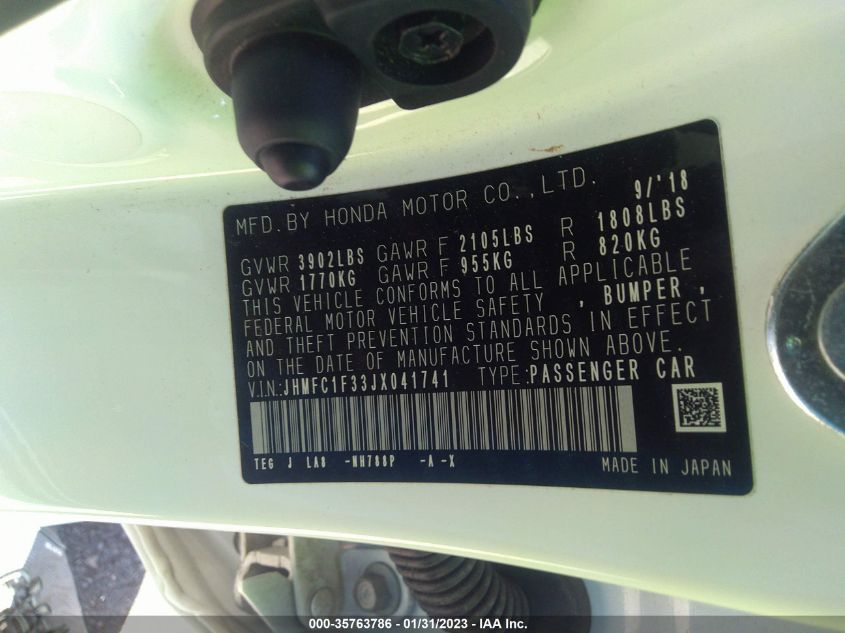 MFD. BY HONDA MOTOR CO., LTD. 9/'18
GVWR 3902LBS GAWR F 2105LBS R 1808LBS
GVWR 1770KG GAWR F 955KG R 820KG
THIS VEHICLE CONFORMS TO ALL APPLICABLE
FEDERAL MOTOR VEHICLE SAFETY , BUMPER ,
AND THEFT PREVENTION STANDARDS IN EFFECT
ON THE DATE OF MANUFACTURE SHOWN ABOVE.
V.I.N.: JHMFC1F33JX041741 TYPE: PASSENGER CAR
TEG J LA8 -NH788P -A -X MADE IN JAPAN
000-35763786 - 01/31/2023 - IAA Inc.